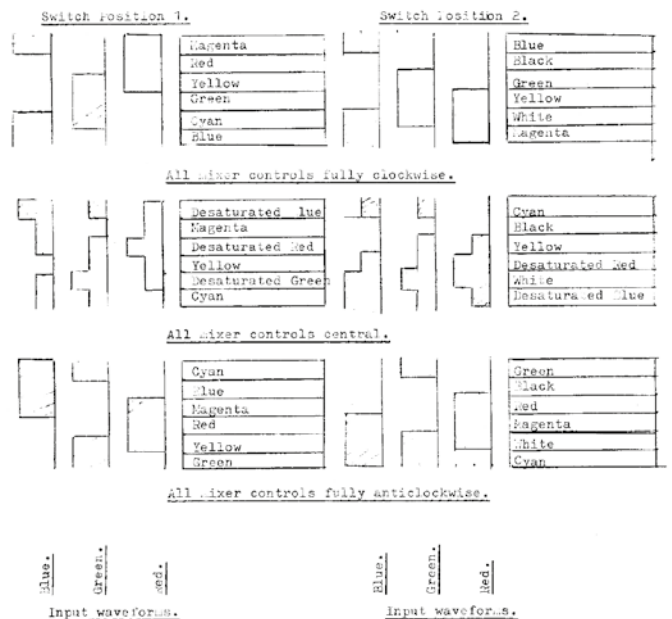 Switch Position 1.
Switch Position 2.
Magenta
Red
Yellow
Green
Cyan
Blue
Blue
Black
Green
Yellow
White
Magenta
All mixer controls fully clockwise.
Desaturated Blue
Magenta
Desaturated Red
Yellow
Desaturated Green
Cyan
Cyan
Black
Yellow
Desaturated Red
White
Desaturated Blue
All mixer controls central.
Cyan
Blue
Magenta
Red
Yellow
Green
Green
Black
Red
Magenta
White
Cyan
All mixer controls fully anticlockwise.
Blue.
Green.
Red.
Blue.
Green.
Red.
Input waveforms.
Input waveforms.